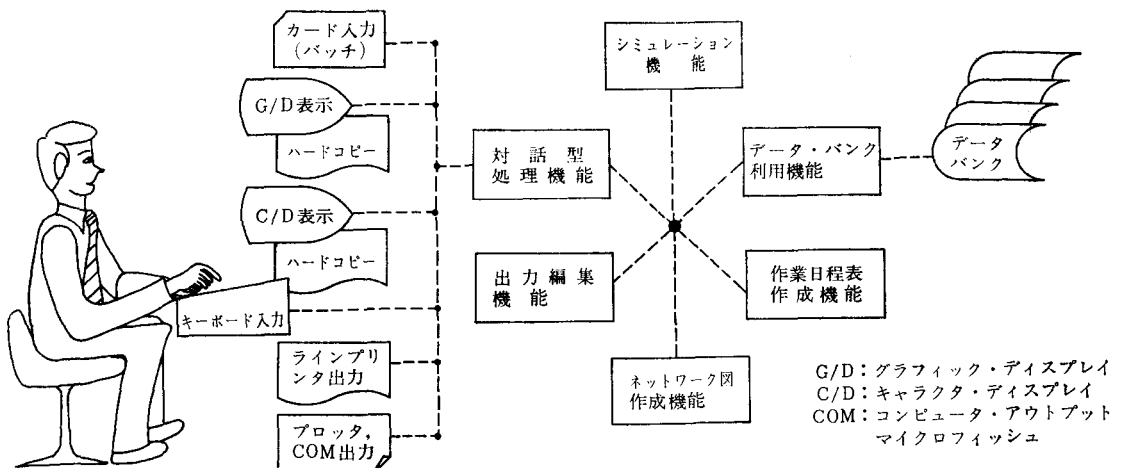 カード入力
(バッチ)
G/D表示
ハードコピー
C/D表示
ハードコピー
キーボード入力
ラインプリ
ンタ出力
プロッタ,
COM出力
対話型
処理機能
出力編集
機能
シミュレーション
機能
データ・バンク
利用機能
データ
バンク
作業日程表
作成機能
ネットワーク図
作成機能
G/D:グラフィック・ディスプレイ
C/D:キャラクタ・ディスプレイ
COM:コンピュータ・アウトプット
マイクロフィッシュ